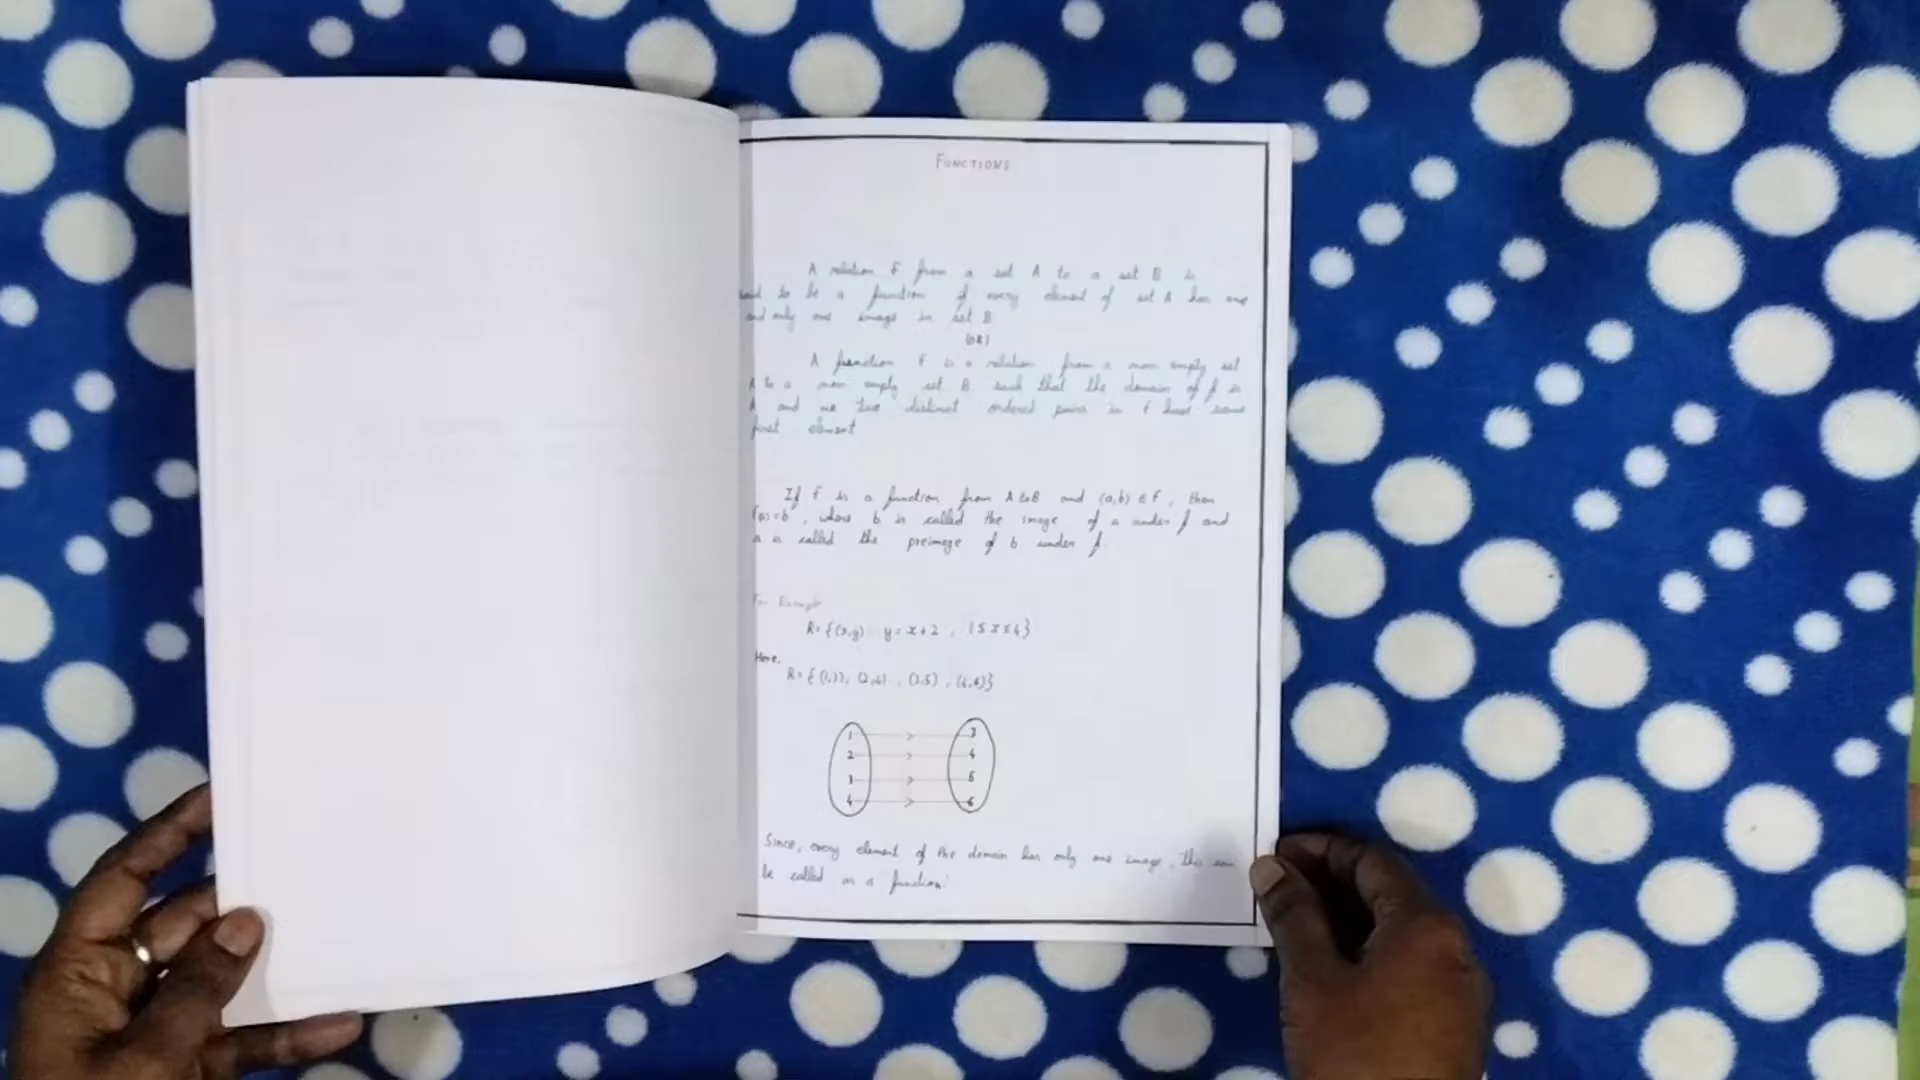 FUNCTIONS
A relation f from a set A to a set B is
said to be a function if every element of set A has one
and only one image in set B
(OR)
A function f is a relation from a non empty set
A to a non empty set B such that the domain of f is
A and no two distinct ordered pairs in f have same
first element
If f is a function from A to B and (a,b) ∈ f, then
f(a)=b, where b is called the image of a under f and
a is called the preimage of b under f.
For Example
R={(x,y) y=x+2, 1≤x≤4}
Here,
R={(1,3), (2,4), (3,5), (4,6)}
1 3
2 4
3 5
4 6
Since, every element of the domain has only one image, this can
be called as a function.